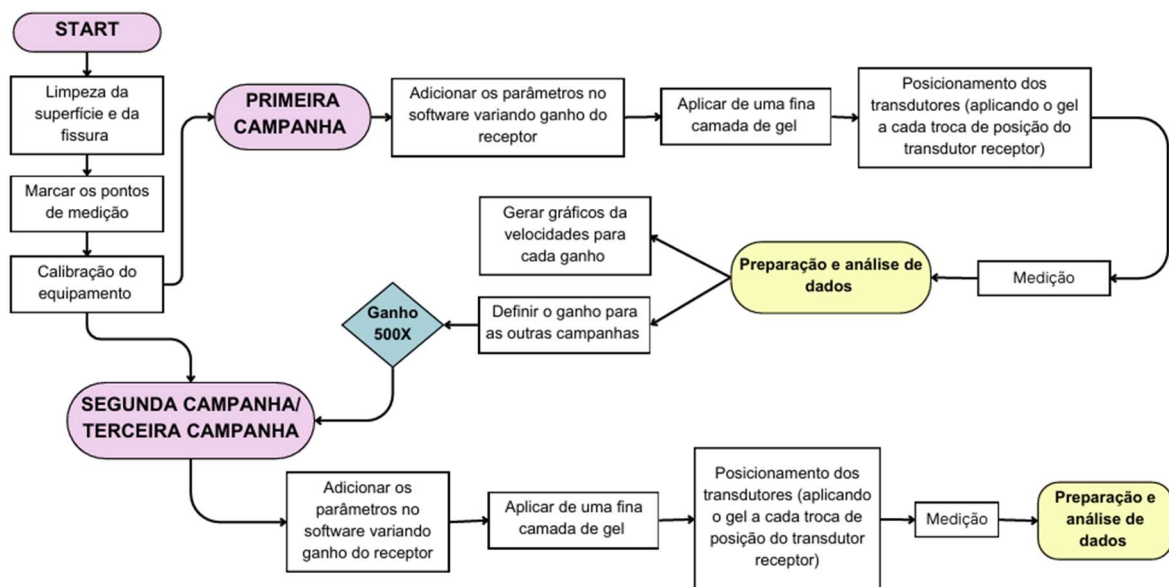 START
Limpeza da
superfície e da
fissura
Marcar os pontos
de medição
Calibração do
equipamento
PRIMEIRA
CAMPANHA
Adicionar os parâmetros no
software variando ganho do
receptor
Aplicar de uma fina
camada de gel
Posicionamento dos
transdutores (aplicando o gel
a cada troca de posição do
transdutor receptor)
Medição
Preparação e análise de
dados
Gerar gráficos da
velocidades para
cada ganho
Definir o ganho para
as outras campanhas
Ganho
500X
SEGUNDA CAMPANHA/
TERCEIRA CAMPANHA
Adicionar os
parâmetros no
software variando
ganho do receptor
Aplicar de uma fina
camada de gel
Posicionamento dos
transdutores (aplicando
o gel a cada troca de
posição do transdutor
receptor)
Medição
Preparação e
análise de
dados